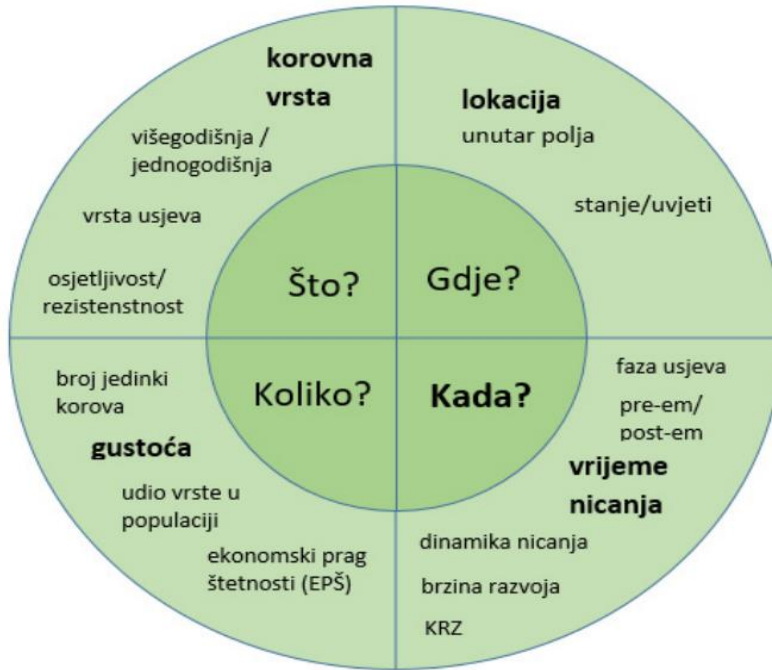 korovna
vrsta
višegodišnja /
jednogodišnja
vrsta usjeva
osjetljivost/
rezistenstnost
Što?
lokacija
unutar polja
stanje/uvjeti
Gdje?
Koliko?
broj jedinki
korova
gustoća
udio vrste u
populaciji
ekonomski prag
štetnosti (EPŠ)
Kada?
faza usjeva
pre-em/
post-em
vrijeme
nicanja
dinamika nicanja
brzina razvoja
KRZ